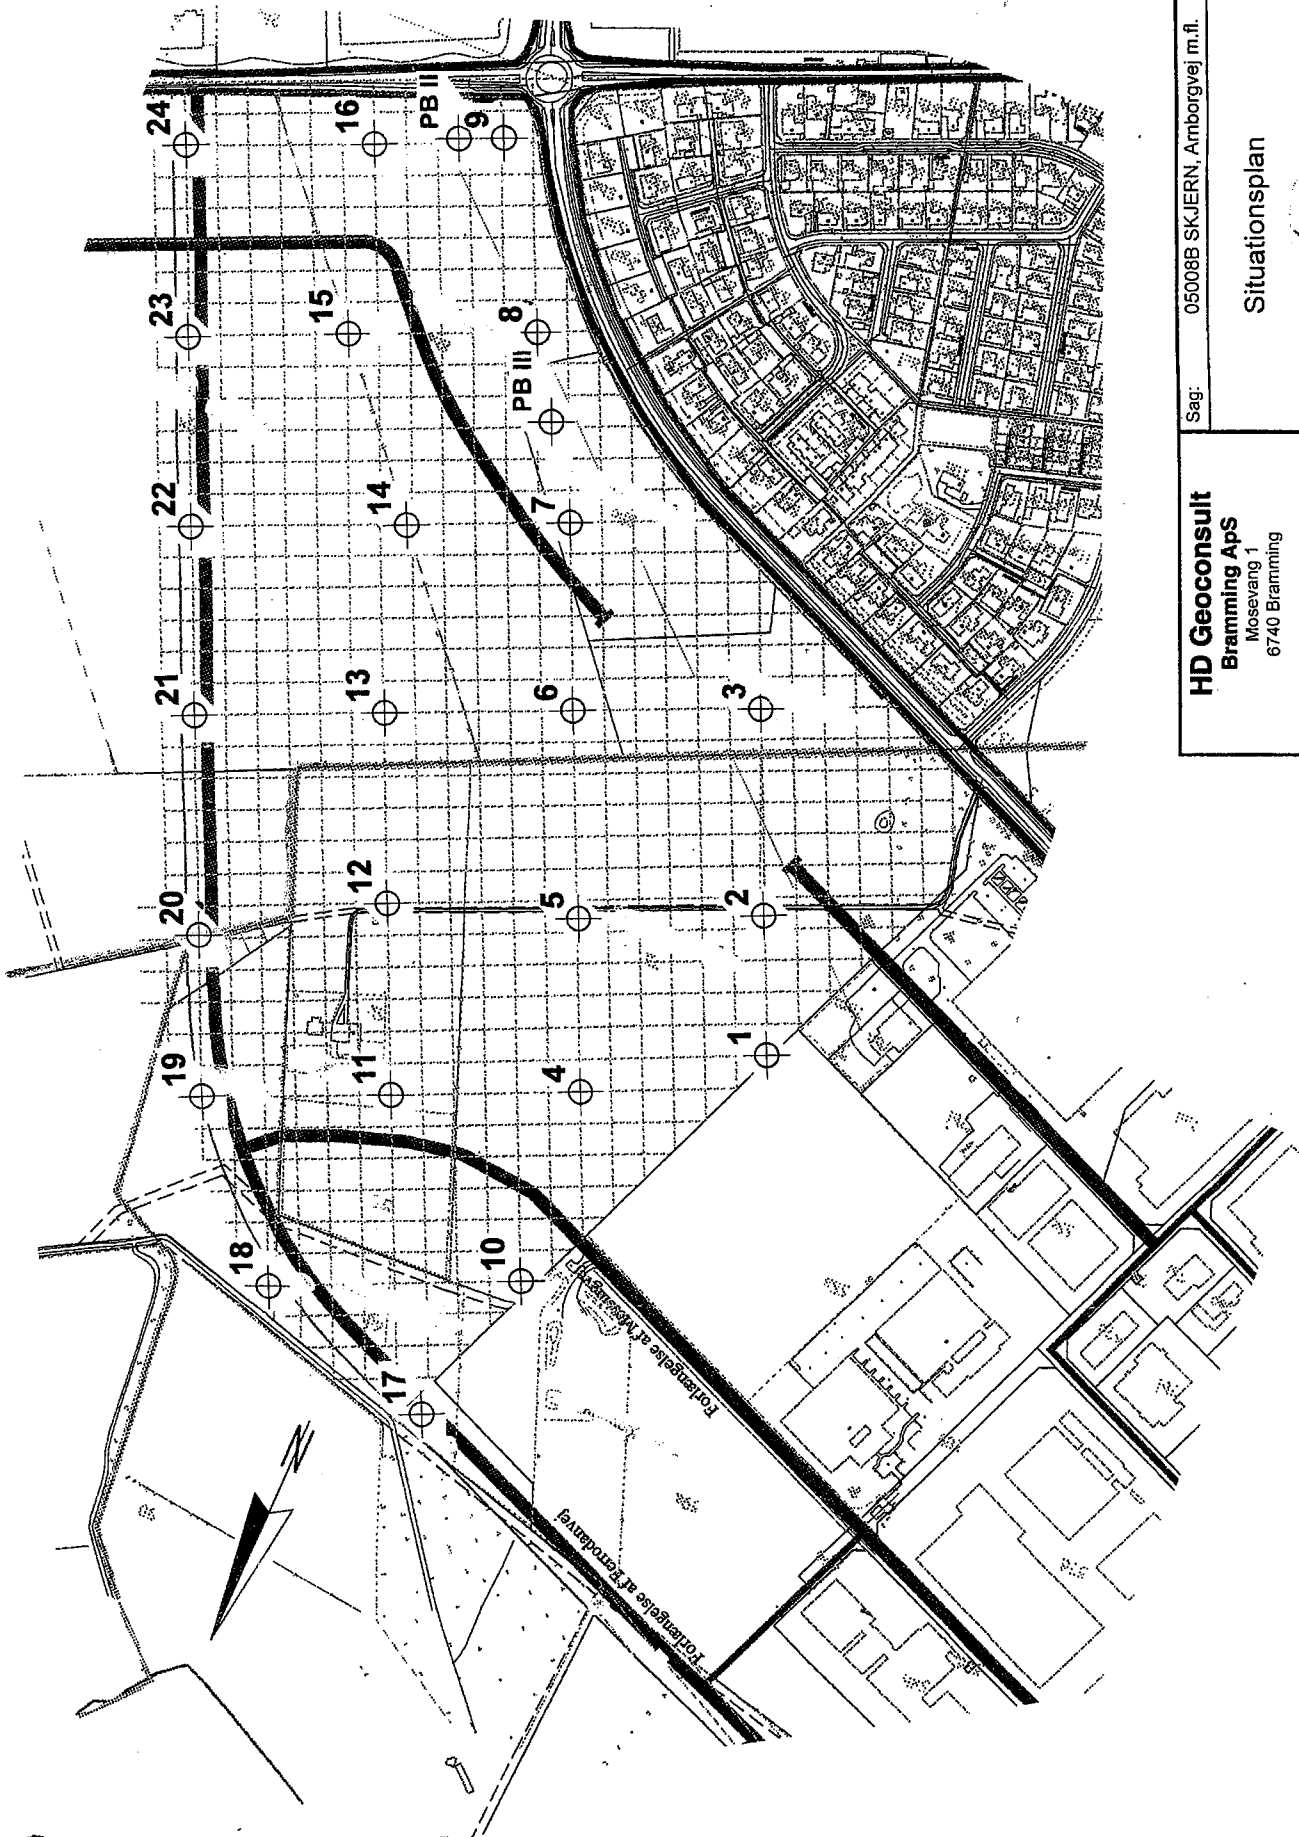 24
16
PB II
9
23
15
8
PB III
22
14
7
21
13
6
3
20
12
5
2
19
11
4
1
18
10
17
N
Forlængelse af Messingvej
Forlængelse af Ferrodanvej
HD Geoconsult
Bramming ApS
Mosevang 1
6740 Bramming
Sag: 05008B SKJERN, Arnborgvej m.fl.
Situationsplan